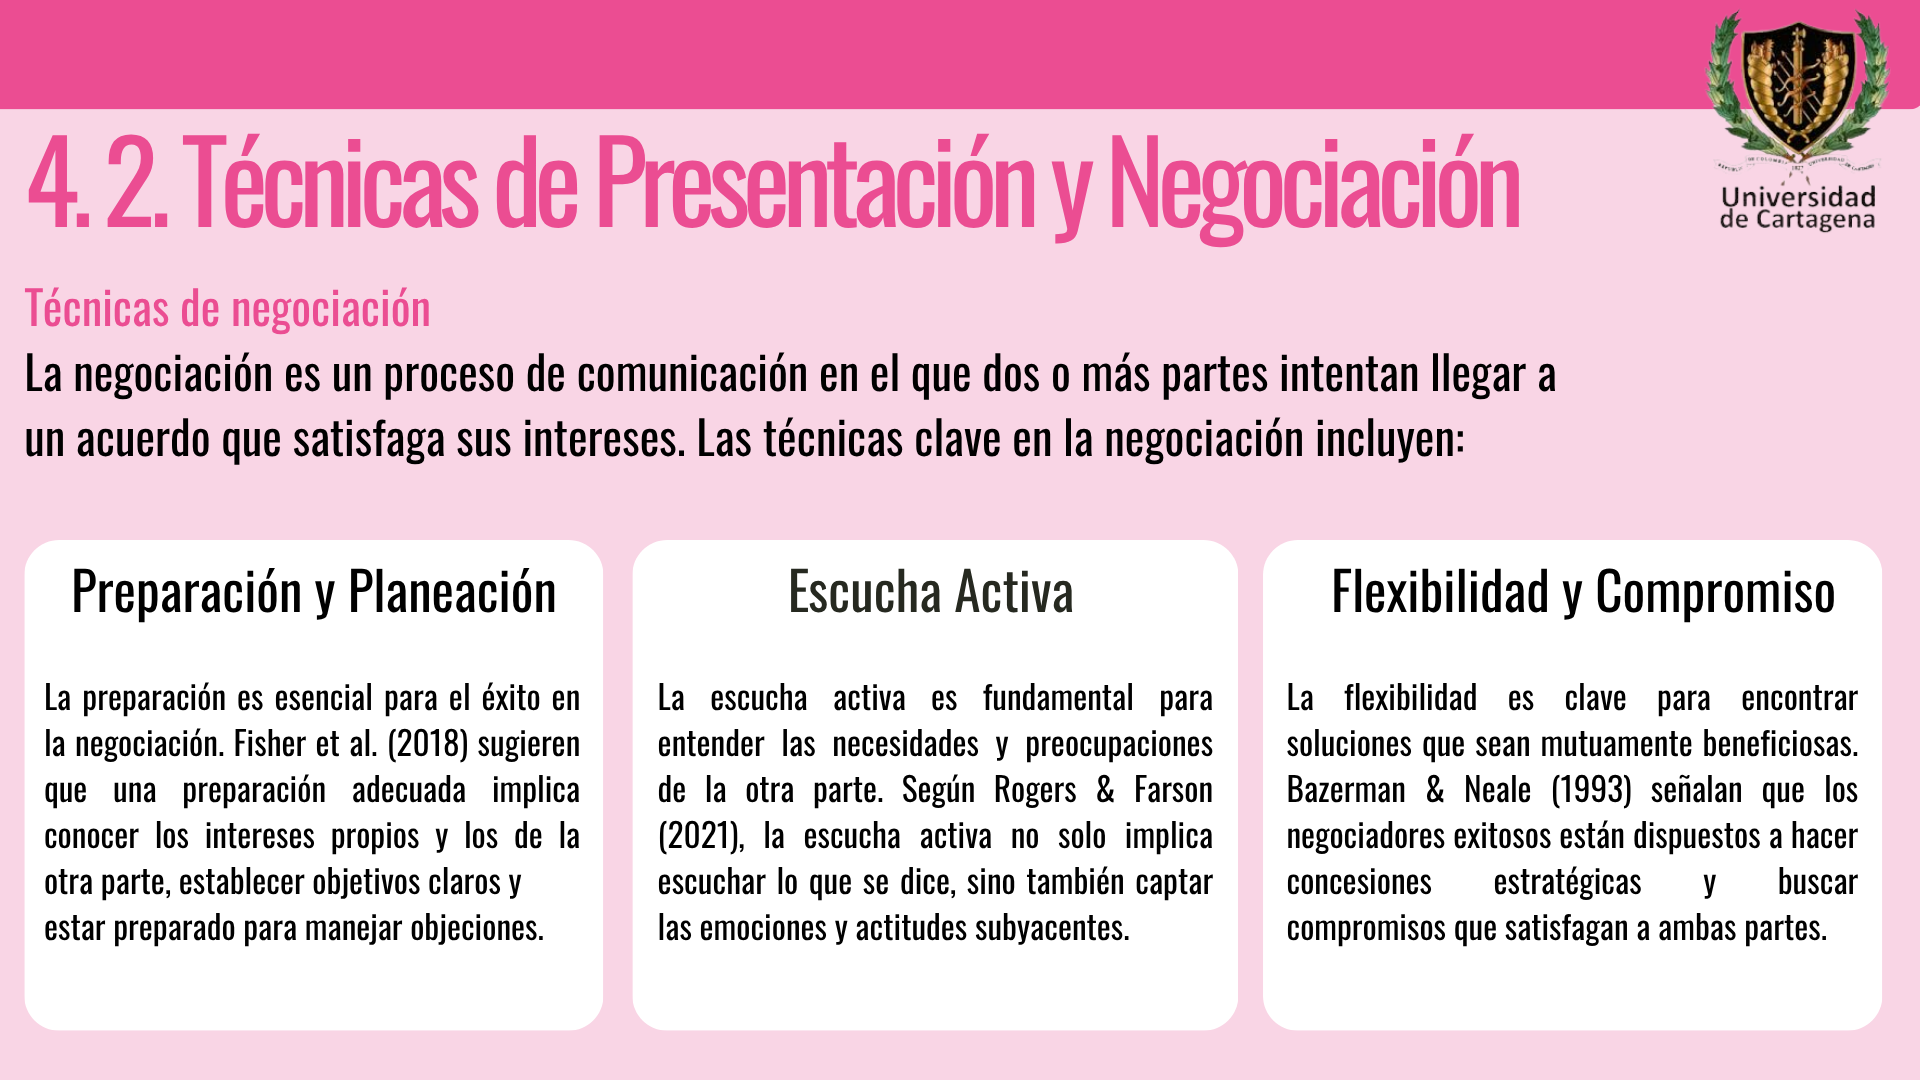 4. 2. Técnicas de Presentación y Negociación
Universidad
de Cartagena
Técnicas de negociación
La negociación es un proceso de comunicación en el que dos o más partes intentan llegar a
un acuerdo que satisfaga sus intereses. Las técnicas clave en la negociación incluyen:
Preparación y Planeación
La preparación es esencial para el éxito en
la negociación. Fisher et al. (2018) sugieren
que una preparación adecuada implica
conocer los intereses propios y los de la
otra parte, establecer objetivos claros y
estar preparado para manejar objeciones.
Escucha Activa
La escucha activa es fundamental para
entender las necesidades y preocupaciones
de la otra parte. Según Rogers & Farson
(2021), la escucha activa no solo implica
escuchar lo que se dice, sino también captar
las emociones y actitudes subyacentes.
Flexibilidad y Compromiso
La flexibilidad es clave para encontrar
soluciones que sean mutuamente beneficiosas.
Bazerman & Neale (1993) señalan que los
negociadores exitosos están dispuestos a hacer
concesiones estratégicas y buscar
compromisos que satisfagan a ambas partes.